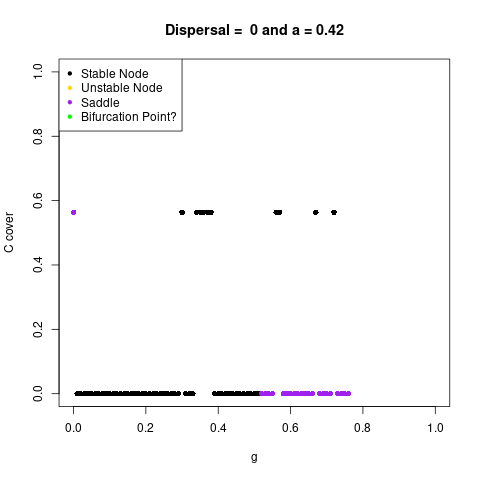 Dispersal =  0 and a = 0.42
Stable Node
Unstable Node
Saddle
Bifurcation Point?
C cover
1.0
0.8
0.6
0.4
0.2
0.0
0.0 0.2 0.4 0.6 0.8 1.0
g